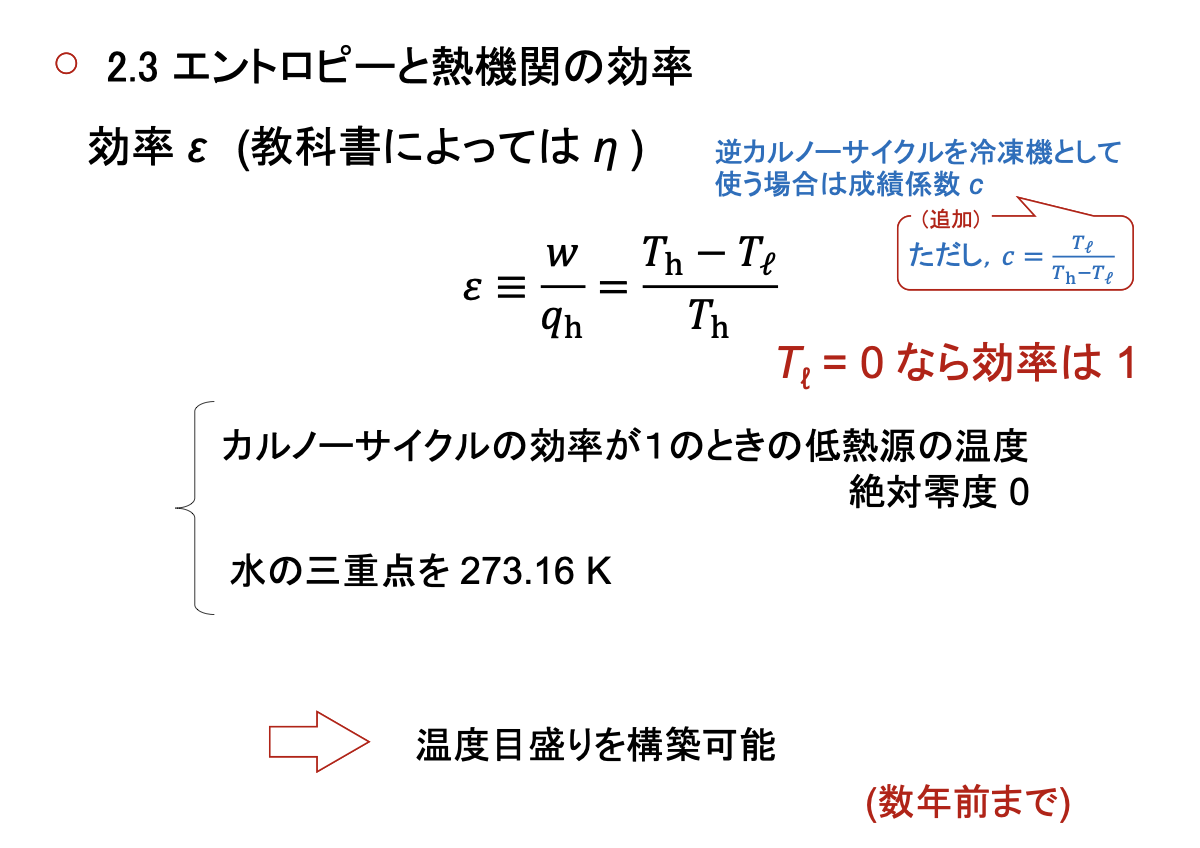 ○ 2.3 エントロピーと熱機関の効率
効率 ε (教科書によっては η )
逆カルノーサイクルを冷凍機として
使う場合は成績係数 c
（追加）
ただし, c = Tℓ / (Th−Tℓ)
ε ≡ w / qh = (Th − Tℓ) / Th
Tℓ = 0 なら効率は 1
カルノーサイクルの効率が１のときの低熱源の温度
絶対零度 0
水の三重点を 273.16 K
温度目盛りを構築可能
(数年前まで)